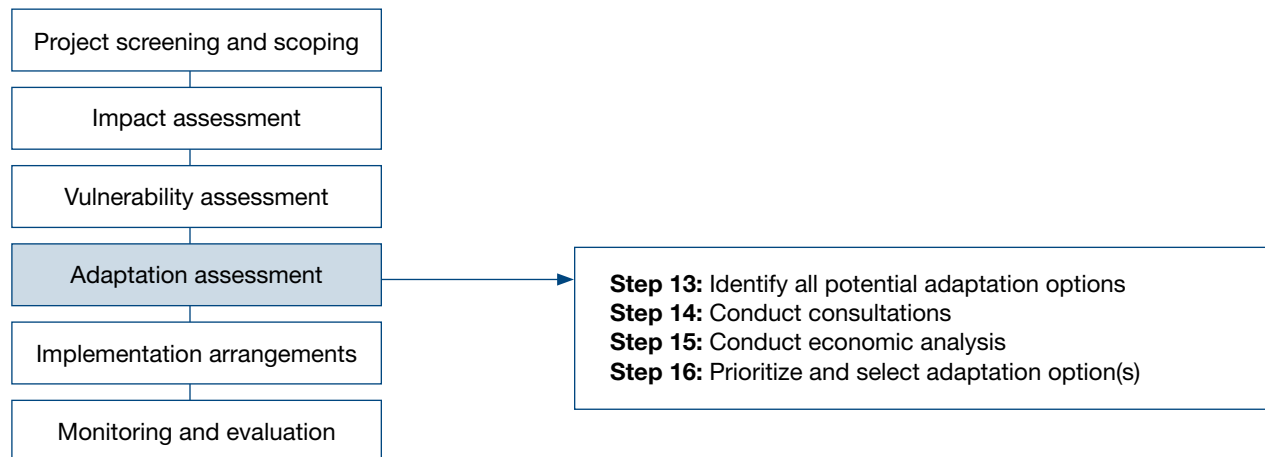 Project screening and scoping
Impact assessment
Vulnerability assessment
Adaptation assessment
Implementation arrangements
Monitoring and evaluation
Step 13: Identify all potential adaptation options
Step 14: Conduct consultations
Step 15: Conduct economic analysis
Step 16: Prioritize and select adaptation option(s)